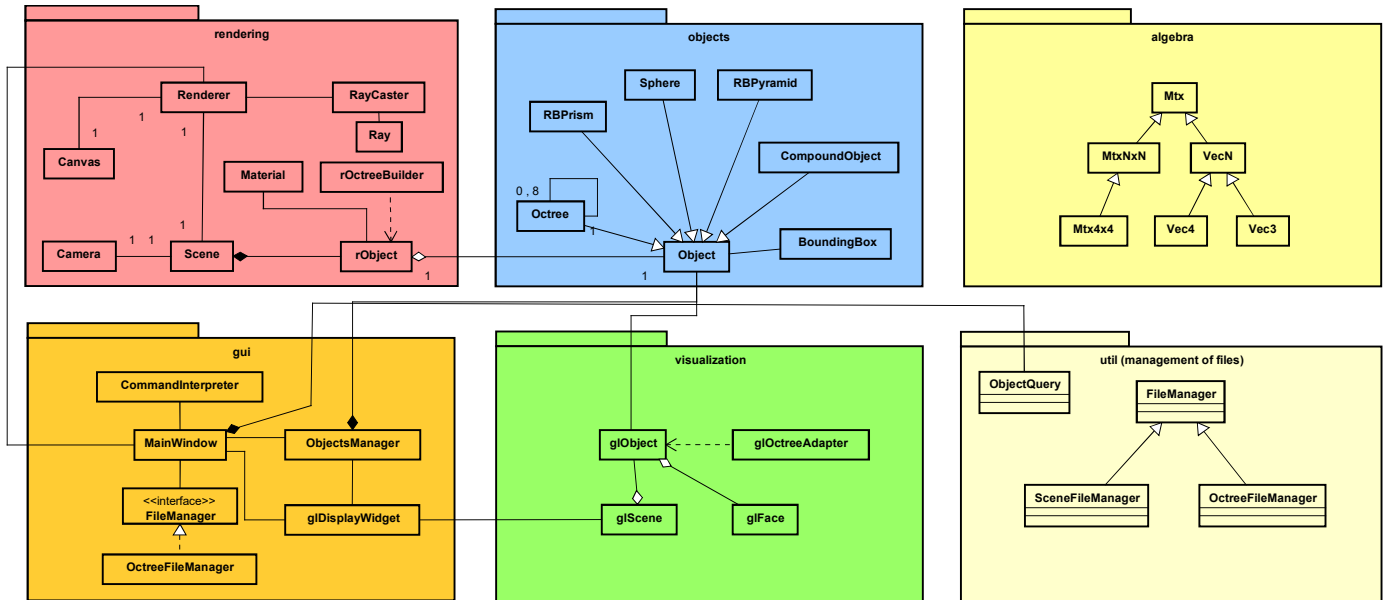 rendering
Renderer
RayCaster
1
1
1
Ray
Canvas
Material
rOctreeBuilder
1
1
1
Camera
Scene
rObject
1
objects
Sphere
RBPyramid
RBPrism
CompoundObject
0 , 8
Octree
1
BoundingBox
Object
1
algebra
Mtx
MtxNxN
VecN
Mtx4x4
Vec4
Vec3
gui
CommandInterpreter
MainWindow
ObjectsManager
<<interface>>
FileManager
glDisplayWidget
OctreeFileManager
visualization
glObject
glOctreeAdapter
glScene
glFace
util (management of files)
ObjectQuery
FileManager
SceneFileManager
OctreeFileManager